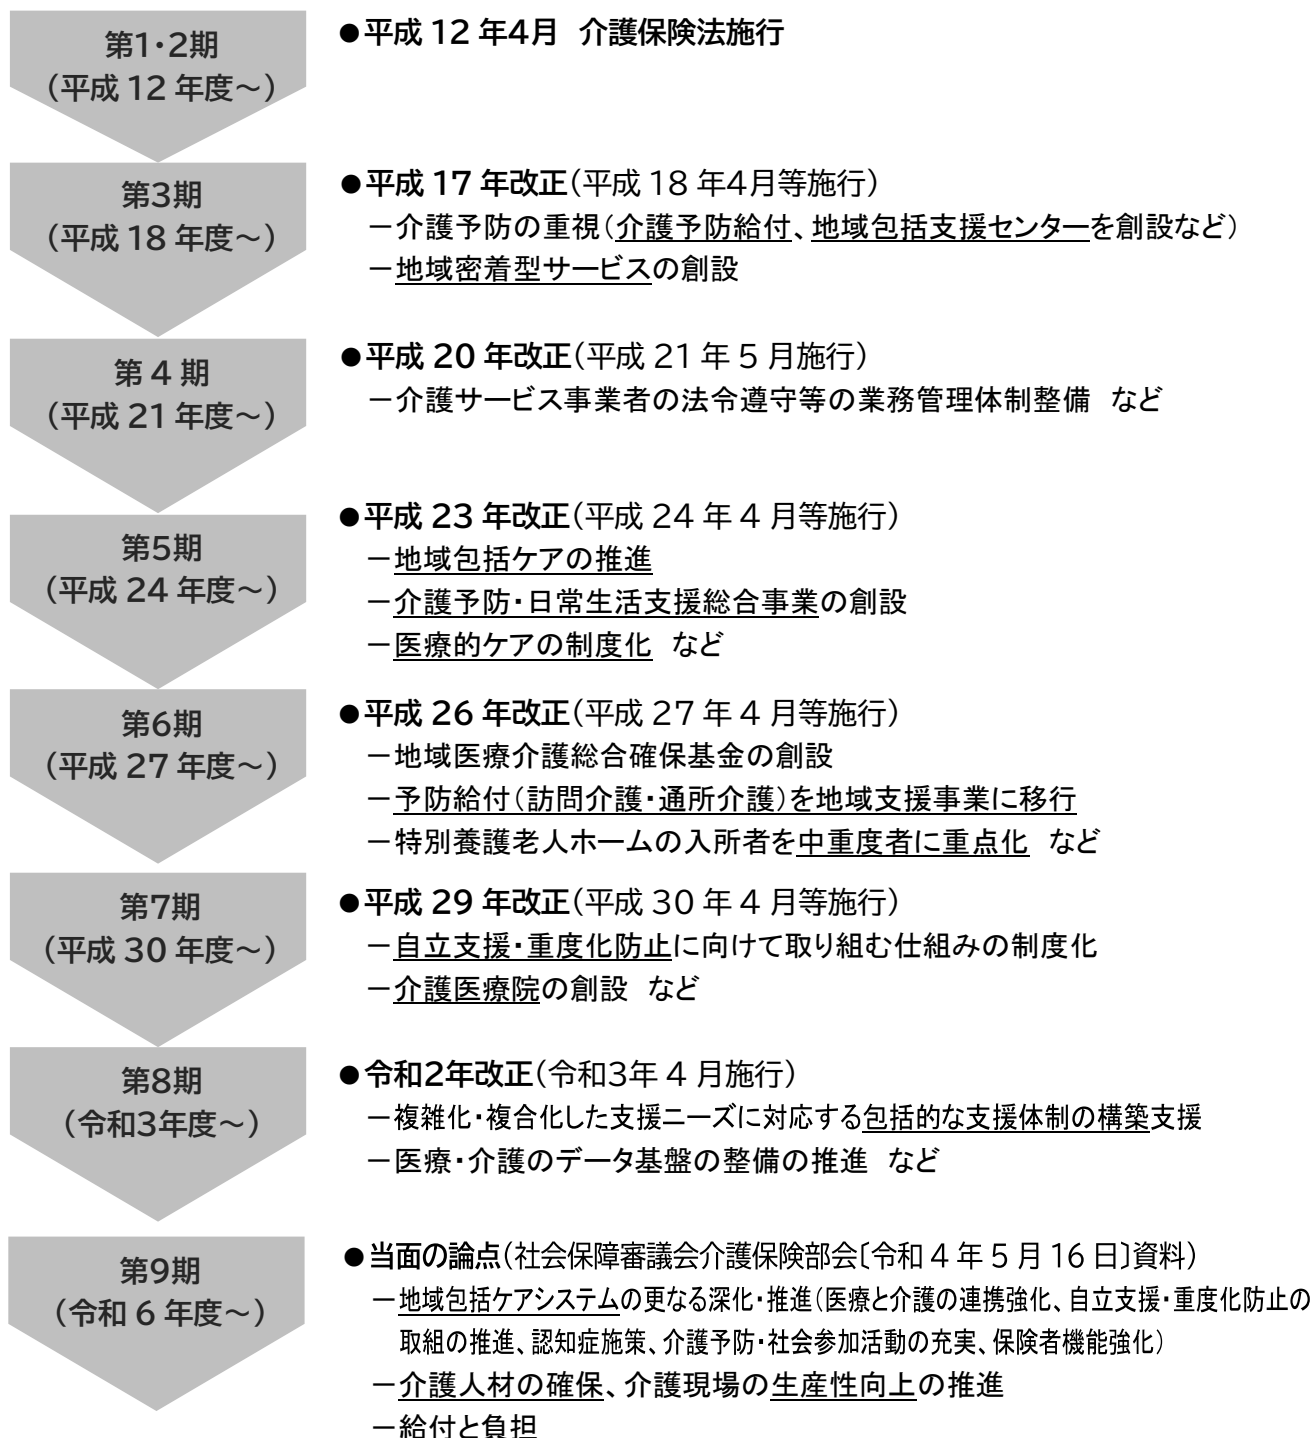 第1・2期
(平成 12 年度~)
●平成 12 年4月 介護保険法施行
第3期
(平成 18 年度~)
●平成 17 年改正(平成 18 年4月等施行)
-介護予防の重視(介護予防給付、地域包括支援センターを創設など)
-地域密着型サービスの創設
第 4 期
(平成 21 年度~)
●平成 20 年改正(平成 21 年 5 月施行)
-介護サービス事業者の法令遵守等の業務管理体制整備 など
第5期
(平成 24 年度~)
●平成 23 年改正(平成 24 年 4 月等施行)
-地域包括ケアの推進
-介護予防・日常生活支援総合事業の創設
-医療的ケアの制度化 など
第6期
(平成 27 年度~)
●平成 26 年改正(平成 27 年 4 月等施行)
-地域医療介護総合確保基金の創設
-予防給付(訪問介護・通所介護)を地域支援事業に移行
-特別養護老人ホームの入所者を中重度者に重点化 など
第7期
(平成 30 年度~)
●平成 29 年改正(平成 30 年 4 月等施行)
-自立支援・重度化防止に向けて取り組む仕組みの制度化
-介護医療院の創設 など
第8期
(令和3年度~)
●令和2年改正(令和3年 4 月施行)
-複雑化・複合化した支援ニーズに対応する包括的な支援体制の構築支援
-医療・介護のデータ基盤の整備の推進 など
第9期
(令和 6 年度~)
●当面の論点(社会保障審議会介護保険部会〔令和 4 年 5 月 16 日〕資料)
-地域包括ケアシステムの更なる深化・推進(医療と介護の連携強化、自立支援・重度化防止の
取組の推進、認知症施策、介護予防・社会参加活動の充実、保険者機能強化)
-介護人材の確保、介護現場の生産性向上の推進
-給付と負担